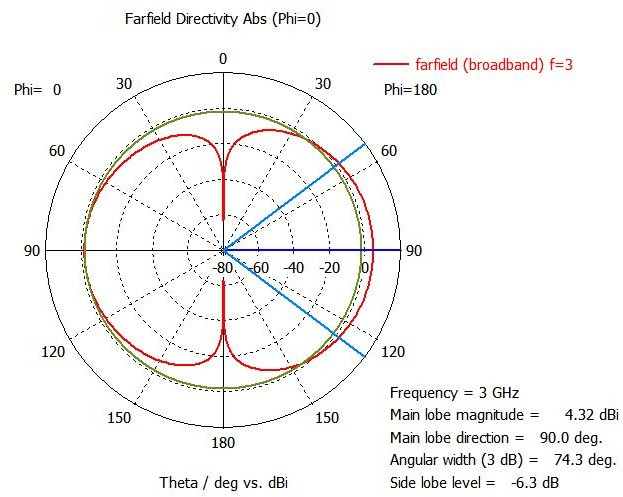 Farfield Directivity Abs (Phi=0)
0
farfield (broadband) f=3
Phi= 0
30
30
Phi=180
60
60
90
-80 -60 -40 -20 0
90
120
120
150
150
180
Frequency = 3 GHz
Main lobe magnitude = 4.32 dBi
Main lobe direction = 90.0 deg.
Angular width (3 dB) = 74.3 deg.
Side lobe level = -6.3 dB
Theta / deg vs. dBi